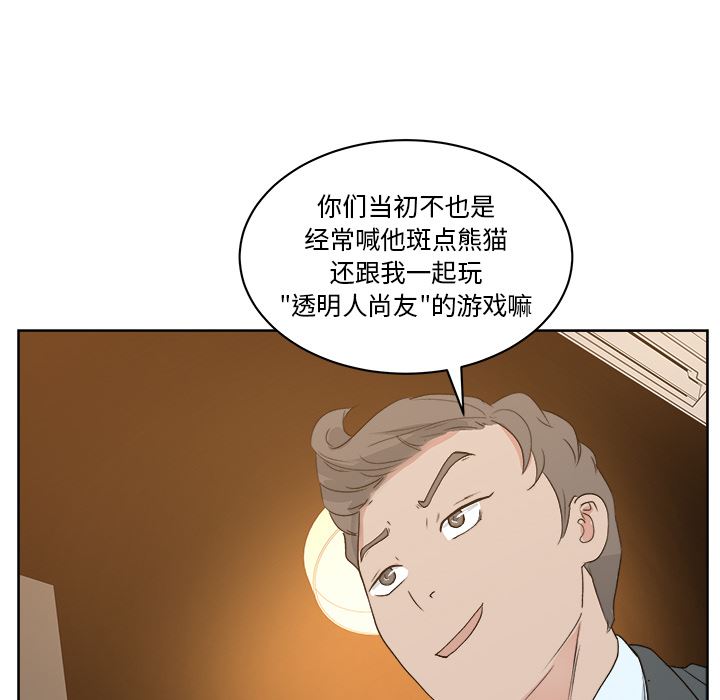 你们当初不也是
经常喊他斑点熊猫
还跟我一起玩
"透明人尚友"的游戏嘛